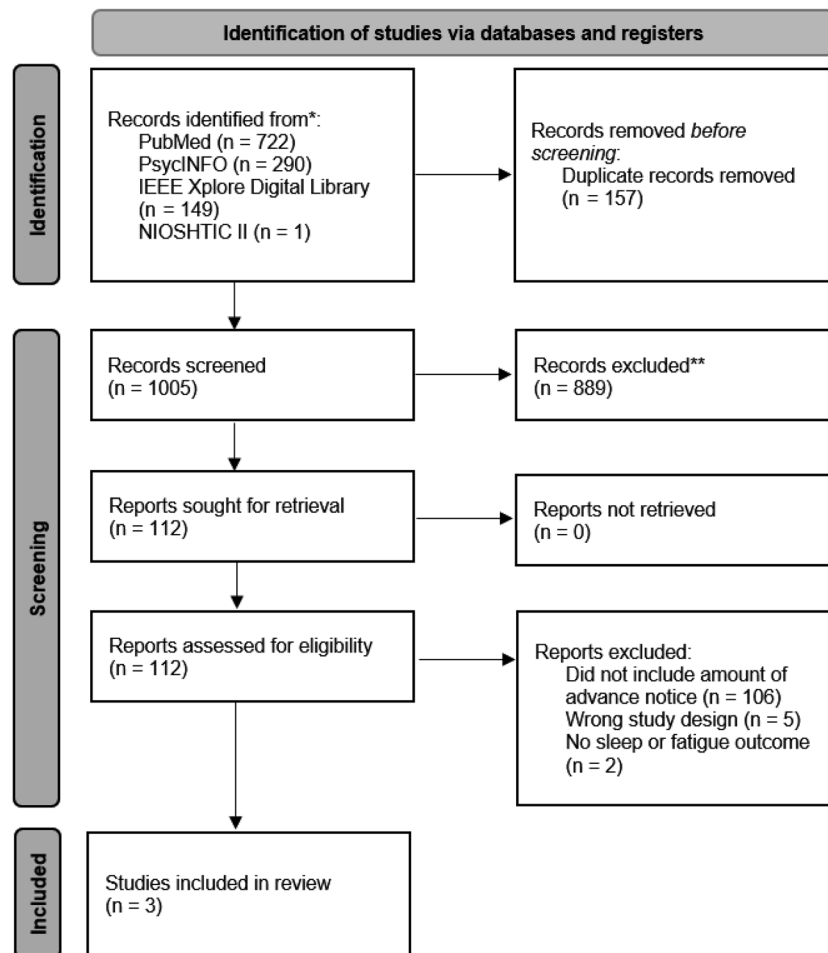 Identification of studies via databases and registers
Identification
Records identified from*:
PubMed (n = 722)
PsycINFO (n = 290)
IEEE Xplore Digital Library
(n = 149)
NIOSHTIC II (n = 1)
Records removed before
screening:
Duplicate records removed
(n = 157)
Screening
Records screened
(n = 1005)
Records excluded**
(n = 889)
Reports sought for retrieval
(n = 112)
Reports not retrieved
(n = 0)
Reports assessed for eligibility
(n = 112)
Reports excluded:
Did not include amount of
advance notice (n = 106)
Wrong study design (n = 5)
No sleep or fatigue outcome
(n = 2)
Included
Studies included in review
(n = 3)